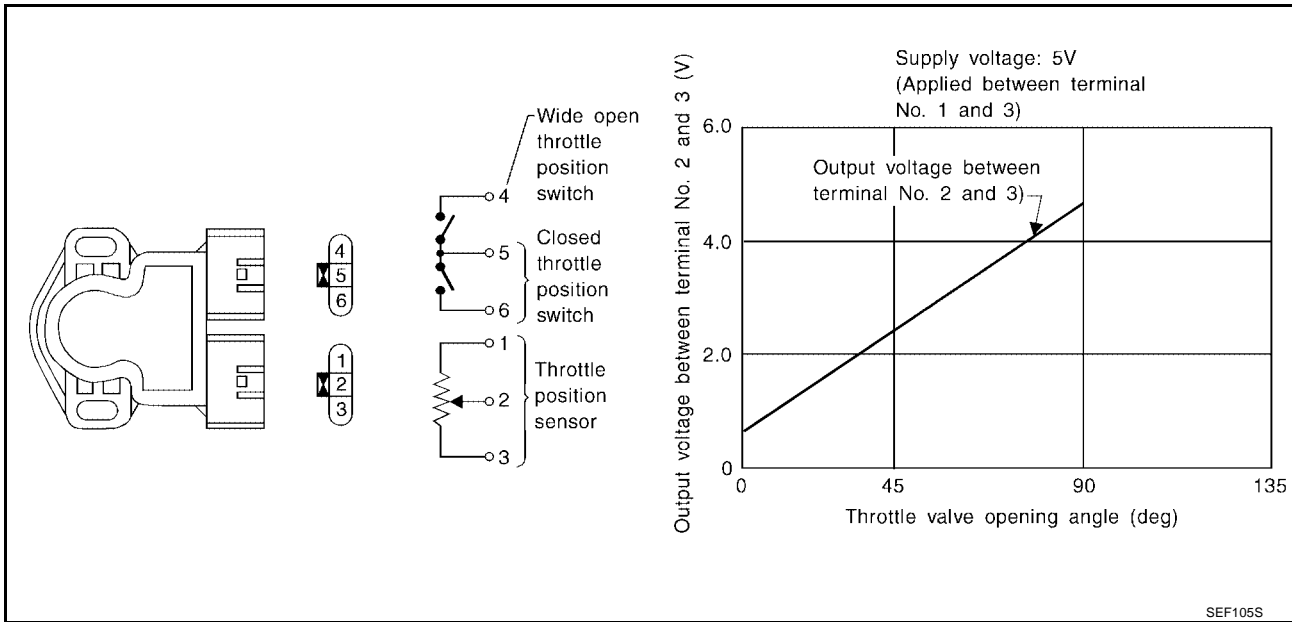 Wide open
throttle
position
switch
4
5
6
Closed
throttle
position
switch
4
5
6
1
2
3
1
2
3
Throttle
position
sensor
Output voltage between terminal No. 2 and 3 (V)
Supply voltage: 5V
(Applied between terminal
No. 1 and 3)
Output voltage between
terminal No. 2 and 3)
6.0
4.0
2.0
0
0
45
90
135
Throttle valve opening angle (deg)
SEF105S